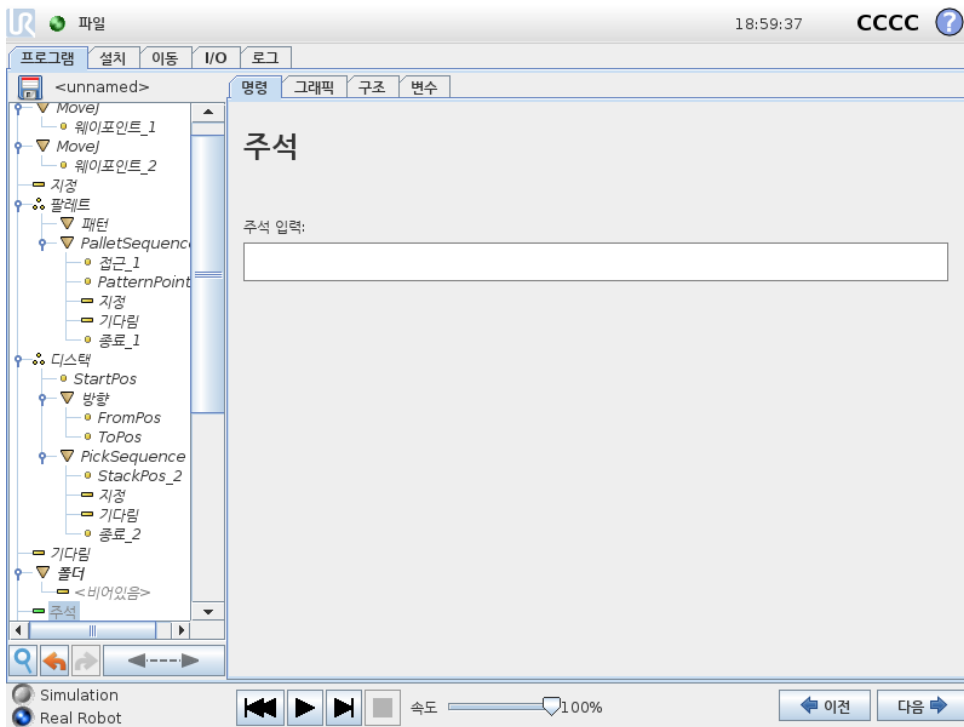 UR 파일 18:59:37 CCCC ?
프로그램 설치 이동 I/O 로그
<unnamed> 명령 그래픽 구조 변수
MoveJ
웨이포인트_1
MoveJ
웨이포인트_2
지정
팔레트
패턴
PalletSequenc
접근_1
PatternPoint
지정
기다림
종료_1
디스택
StartPos
방향
FromPos
ToPos
PickSequence
StackPos_2
지정
기다림
종료_2
기다림
폴더
<비어있음>
주석
주석
주석 입력:
Simulation
Real Robot
속도 100%
이전 다음